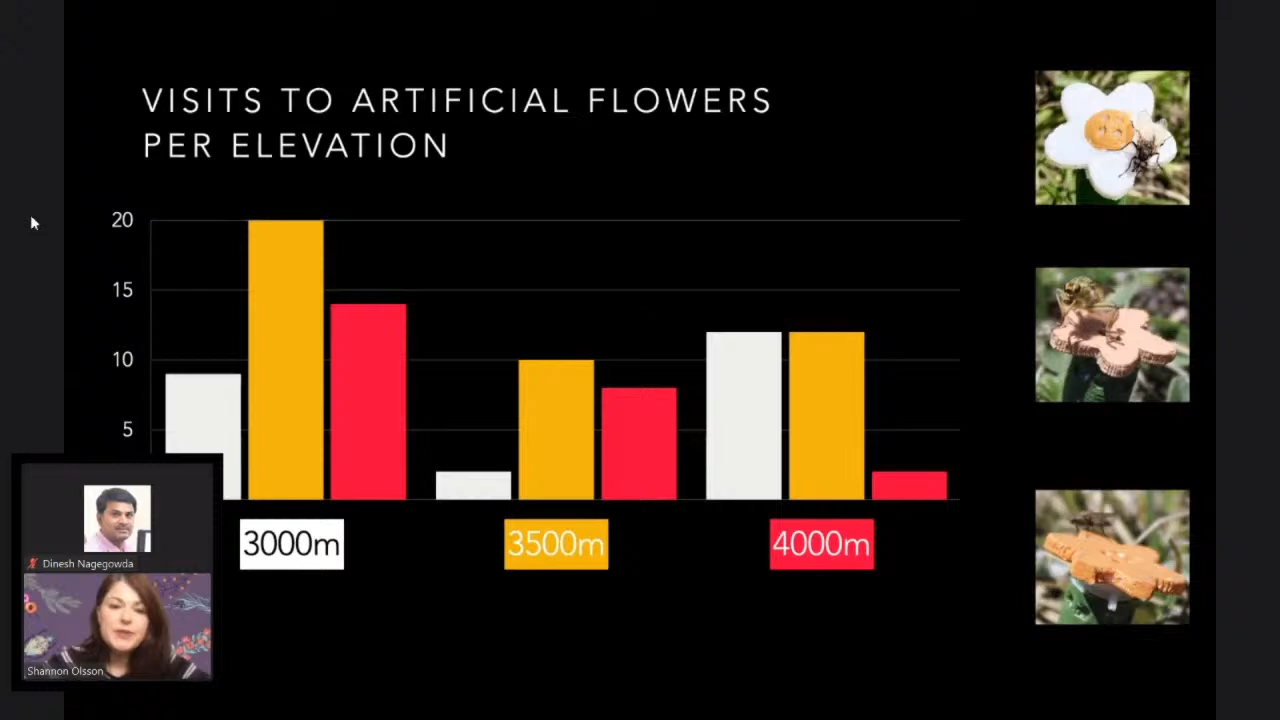 VISITS TO ARTIFICIAL FLOWERS
PER ELEVATION
20
15
10
5
3000m
3500m
4000m
Dinesh Nagegowda
Shannon Olsson